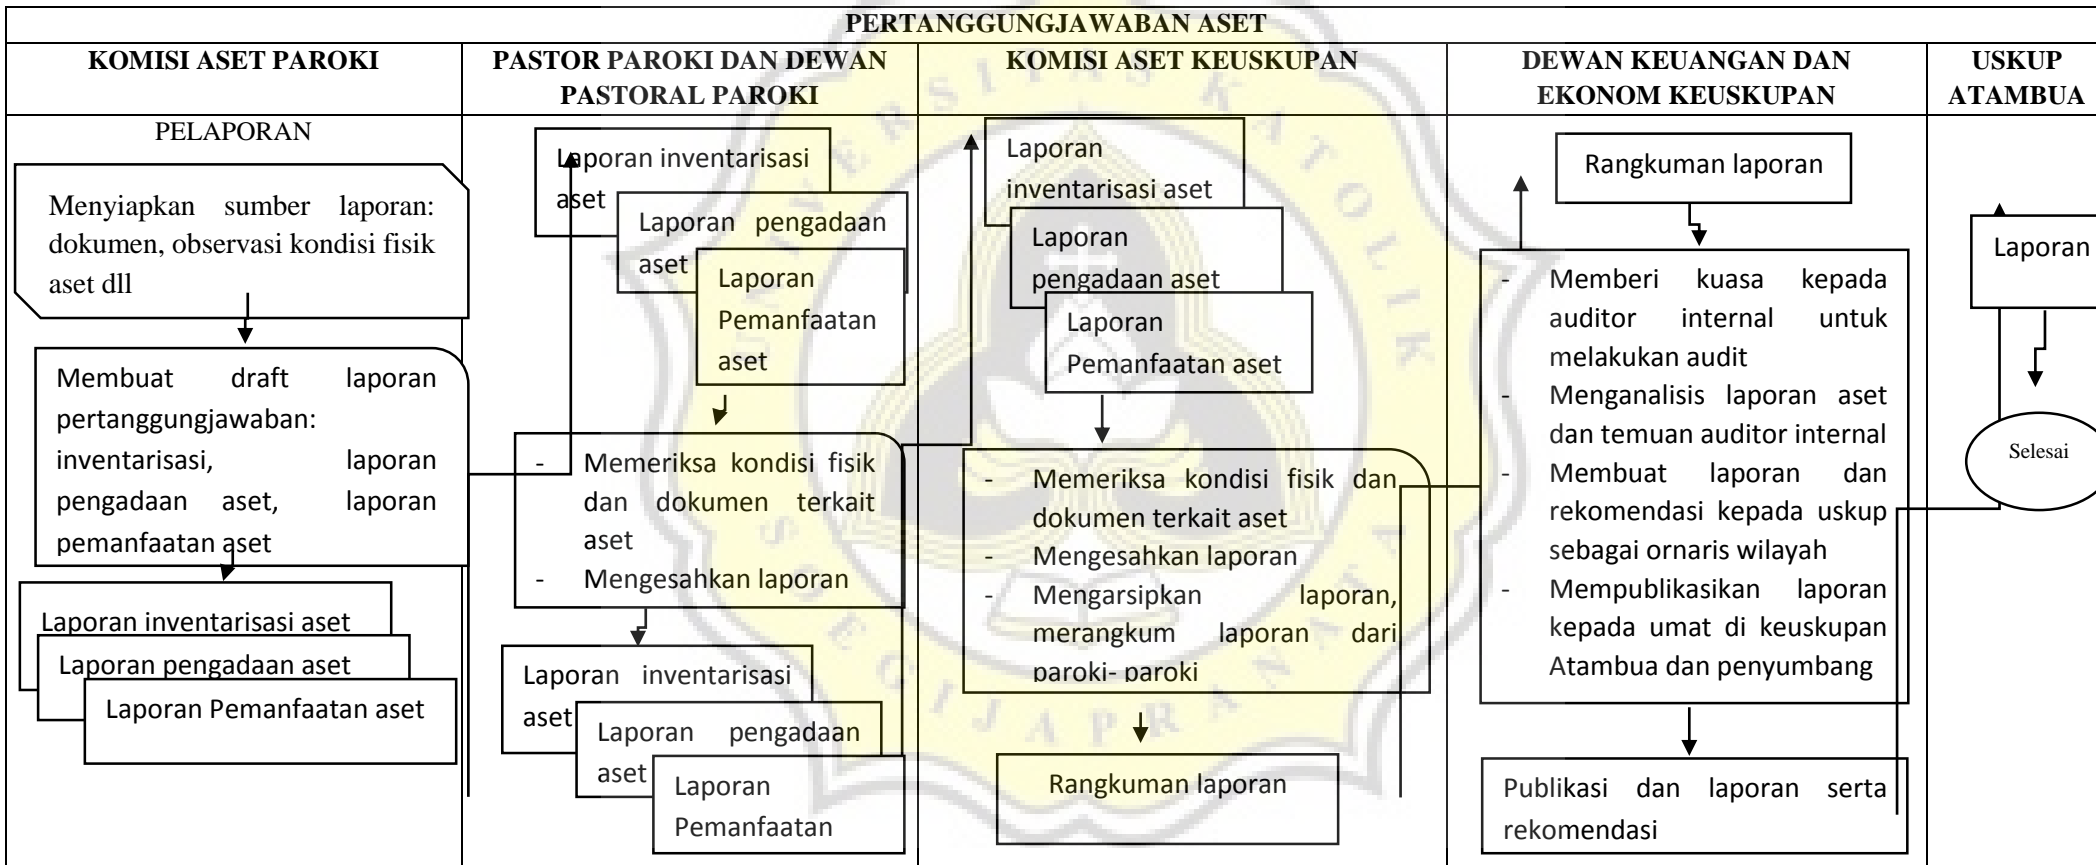 PERTANGGUNGJAWABAN ASET
KOMISI ASET PAROKI
PASTOR PAROKI DAN DEWAN
PASTORAL PAROKI
KOMISI ASET KEUSKUPAN
DEWAN KEUANGAN DAN
EKONOM KEUSKUPAN
USKUP
ATAMBUA
PELAPORAN
Menyiapkan sumber laporan:
dokumen, observasi kondisi fisik
aset dll
Membuat draft laporan
pertanggungjawaban:
inventarisasi, laporan
pengadaan aset, laporan
pemanfaatan aset
Laporan inventarisasi aset
Laporan pengadaan aset
Laporan Pemanfaatan aset
Laporan inventarisasi
aset
Laporan pengadaan
aset
Laporan
Pemanfaatan
aset
- Memeriksa kondisi fisik
dan dokumen terkait
aset
- Mengesahkan laporan
Laporan inventarisasi
aset
Laporan pengadaan
aset
Laporan
Pemanfaatan
Laporan
inventarisasi aset
Laporan
pengadaan aset
Laporan
Pemanfaatan aset
- Memeriksa kondisi fisik dan
dokumen terkait aset
- Mengesahkan laporan
- Mengarsipkan laporan,
merangkum laporan dari
paroki- paroki
Rangkuman laporan
Rangkuman laporan
- Memberi kuasa kepada
auditor internal untuk
melakukan audit
- Menganalisis laporan aset
dan temuan auditor internal
- Membuat laporan dan
rekomendasi kepada uskup
sebagai ornaris wilayah
- Mempublikasikan laporan
kepada umat di keuskupan
Atambua dan penyumbang
Publikasi dan laporan serta
rekomendasi
Laporan
Selesai
UNIVERSITAS KATOLIK
SOEGIJAPRANATA